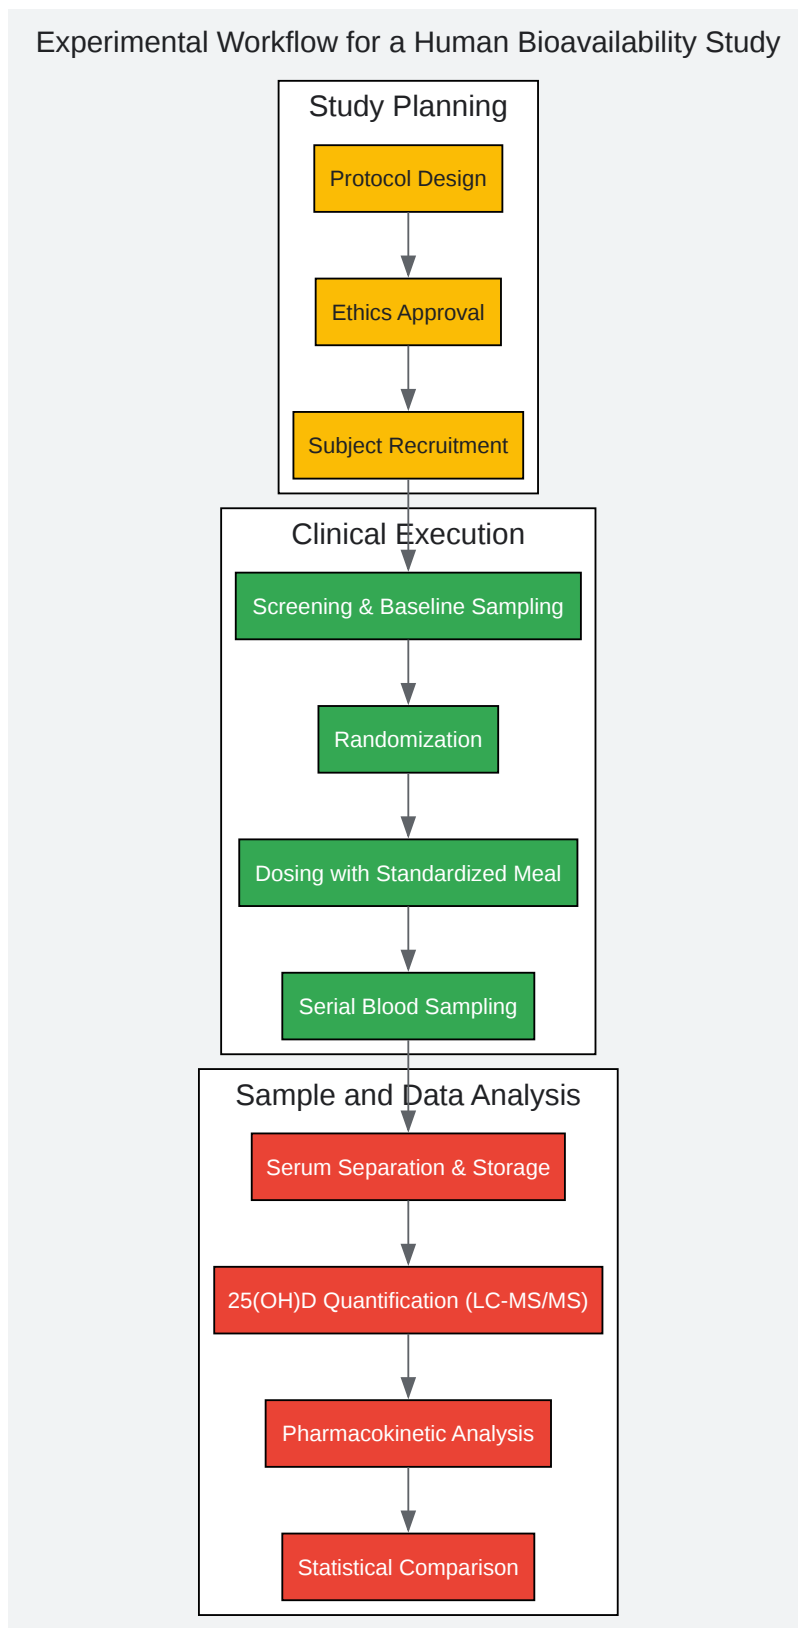 Experimental Workflow for a Human Bioavailability Study
Study Planning
Protocol Design
Ethics Approval
Subject Recruitment
Clinical Execution
Screening & Baseline Sampling
Randomization
Dosing with Standardized Meal
Serial Blood Sampling
Sample and Data Analysis
Serum Separation & Storage
25(OH)D Quantification (LC-MS/MS)
Pharmacokinetic Analysis
Statistical Comparison